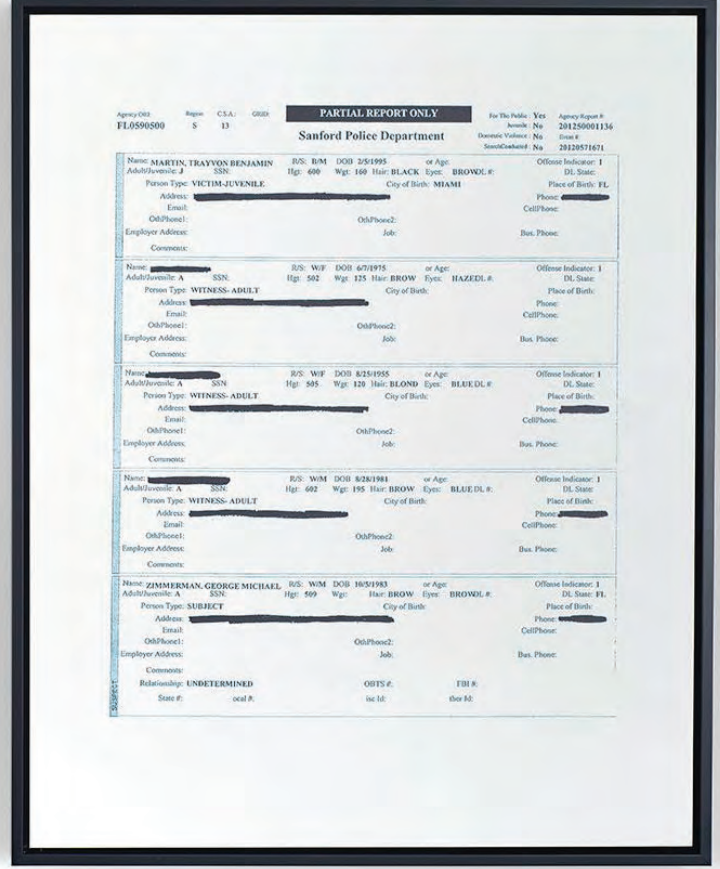 Agency ORI: Region C.S.A.: GRID: PARTIAL REPORT ONLY For The Public: Yes Agency Report #:
FL0590500 S 13 Juvenile: No 201250001136
Sanford Police Department Domestic Violence: No Event #:
SearchConducted: No 20120571671
Name: MARTIN, TRAYVON BENJAMIN R/S: B/M DOB 2/5/1995 or Age: Offense Indicator: 1
Adult/Juvenile: J SSN: Hgt: 600 Wgt: 160 Hair: BLACK Eyes: BROWDL #: DL State:
Person Type: VICTIM-JUVENILE City of Birth: MIAMI Place of Birth: FL
Address: Phone:
Email: CellPhone:
OthPhone1: OthPhone2:
Employer Address: Job: Bus. Phone:
Comments:
Name: R/S: W/F DOB 6/7/1975 or Age: Offense Indicator: 1
Adult/Juvenile: A SSN: Hgt: 502 Wgt: 125 Hair: BROW Eyes: HAZEDL #: DL State:
Person Type: WITNESS- ADULT City of Birth: Place of Birth:
Address: Phone:
Email: CellPhone:
OthPhone1: OthPhone2:
Employer Address: Job: Bus. Phone:
Comments:
Name: R/S: W/F DOB 8/25/1955 or Age: Offense Indicator: 1
Adult/Juvenile: A SSN: Hgt: 505 Wgt: 120 Hair: BLOND Eyes: BLUE DL #: DL State:
Person Type: WITNESS- ADULT City of Birth: Place of Birth:
Address: Phone:
Email: CellPhone:
OthPhone1: OthPhone2:
Employer Address: Job: Bus. Phone:
Comments:
Name: R/S: W/M DOB 8/28/1981 or Age: Offense Indicator: 1
Adult/Juvenile: A SSN: Hgt: 602 Wgt: 195 Hair: BROW Eyes: BLUE DL #: DL State:
Person Type: WITNESS- ADULT City of Birth: Place of Birth:
Address: Phone:
Email: CellPhone:
OthPhone1: OthPhone2:
Employer Address: Job: Bus. Phone:
Comments:
Name: ZIMMERMAN, GEORGE MICHAEL R/S: W/M DOB 10/5/1983 or Age: Offense Indicator: 1
Adult/Juvenile: A SSN: Hgt: 509 Wgt: Hair: BROW Eyes: BROWDL #: DL State: FL
Person Type: SUBJECT City of Birth: Place of Birth:
Address: Phone:
Email: CellPhone:
OthPhone1: OthPhone2:
Employer Address: Job: Bus. Phone:
Comments:
Relationship: UNDETERMINED OBTS #: FBI #:
State #: ocal #: isc Id: ther Id:
SUSPECT